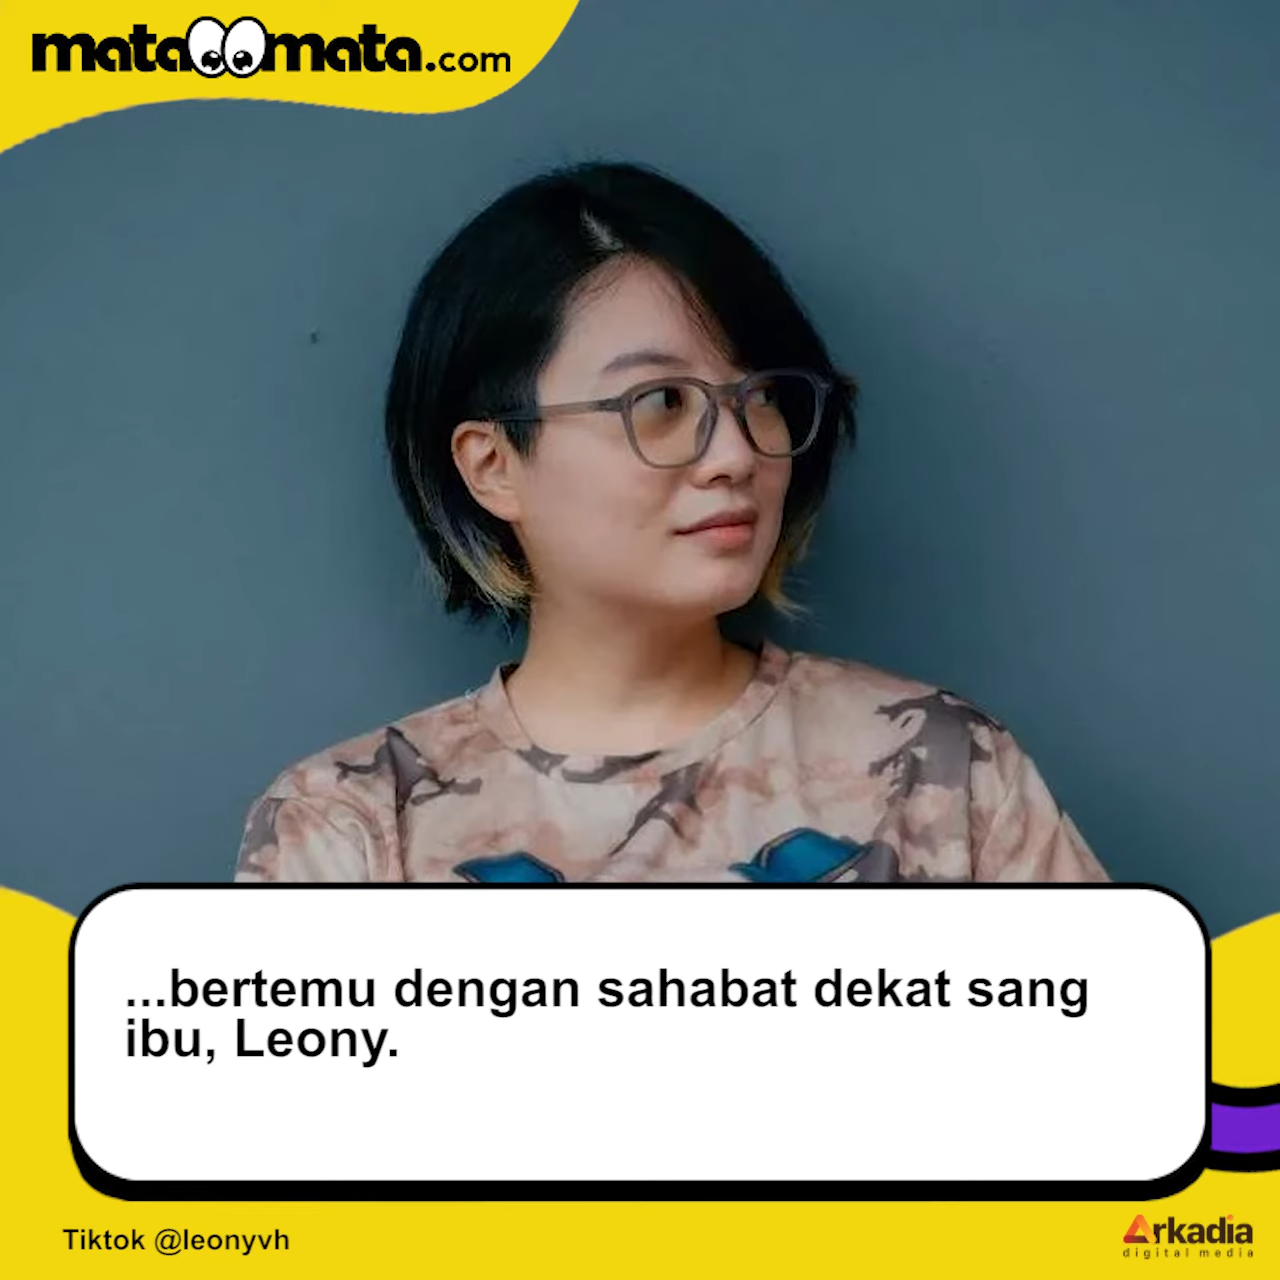 matamata.com
...bertemu dengan sahabat dekat sang
ibu, Leony.
Tiktok @leonyvh
Arkadia
digital media